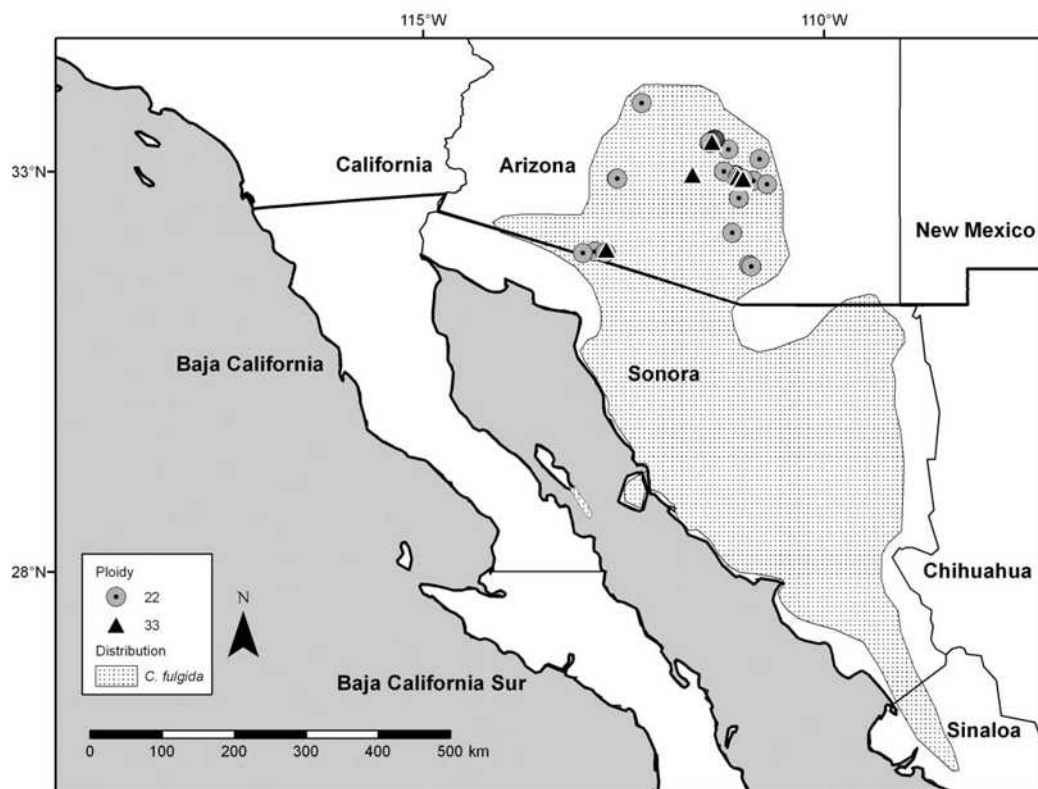 115°W
110°W
33°N
California
Arizona
New Mexico
Baja California
Sonora
28°N
Chihuahua
Ploidy
22
33
Distribution
C. fulgida
N
Baja California Sur
Sinaloa
0 100 200 300 400 500 km